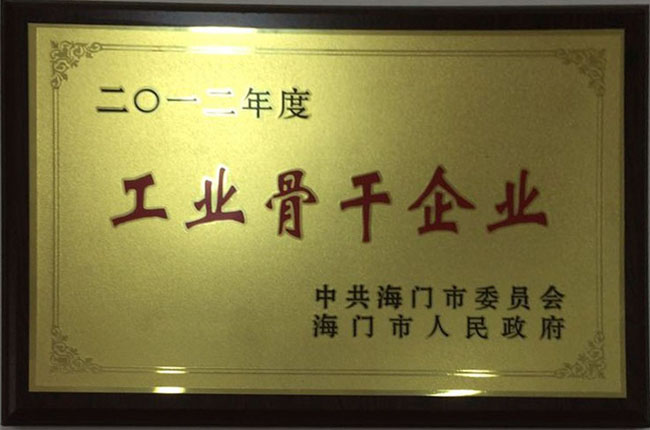 二〇一二年度
工业骨干企业
中共海门市委员会
海门市人民政府